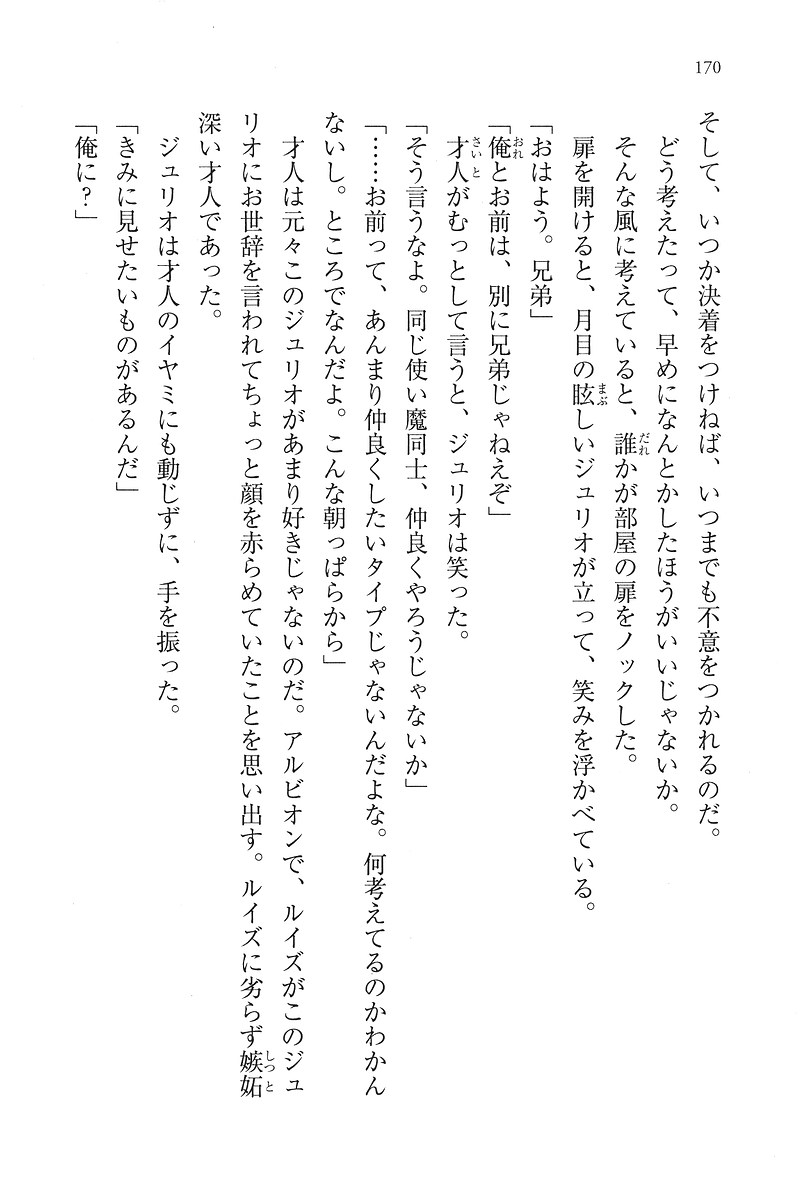 170
そして、いつか決着をつけねば、いつまでも不意をつかれるのだ。
どう考えたって、早めになんとかしたほうがいいじゃないか。
そんな風に考えていると、誰かが部屋の扉をノックした。
扉を開けると、月目の眩しいジュリオが立って、笑みを浮かべている。
「おはよう。兄弟」
「俺とお前は、別に兄弟じゃねえぞ」
才人がむっとして言うと、ジュリオは笑った。
「そう言うなよ。同じ使い魔同士、仲良くやろうじゃないか」
「……お前って、あんまり仲良くしたいタイプじゃないんだよな。何考えてるのかわかん
ないし。ところでなんだよ。こんな朝っぱらから」
才人は元々このジュリオがあまり好きじゃないのだ。アルビオンで、ルイズがこのジュ
リオにお世辞を言われてちょっと顔を赤らめていたことを思い出す。ルイズに劣らず嫉妬
深い才人であった。
ジュリオは才人のイヤミにも動じずに、手を振った。
「きみに見せたいものがあるんだ」
「俺に？」